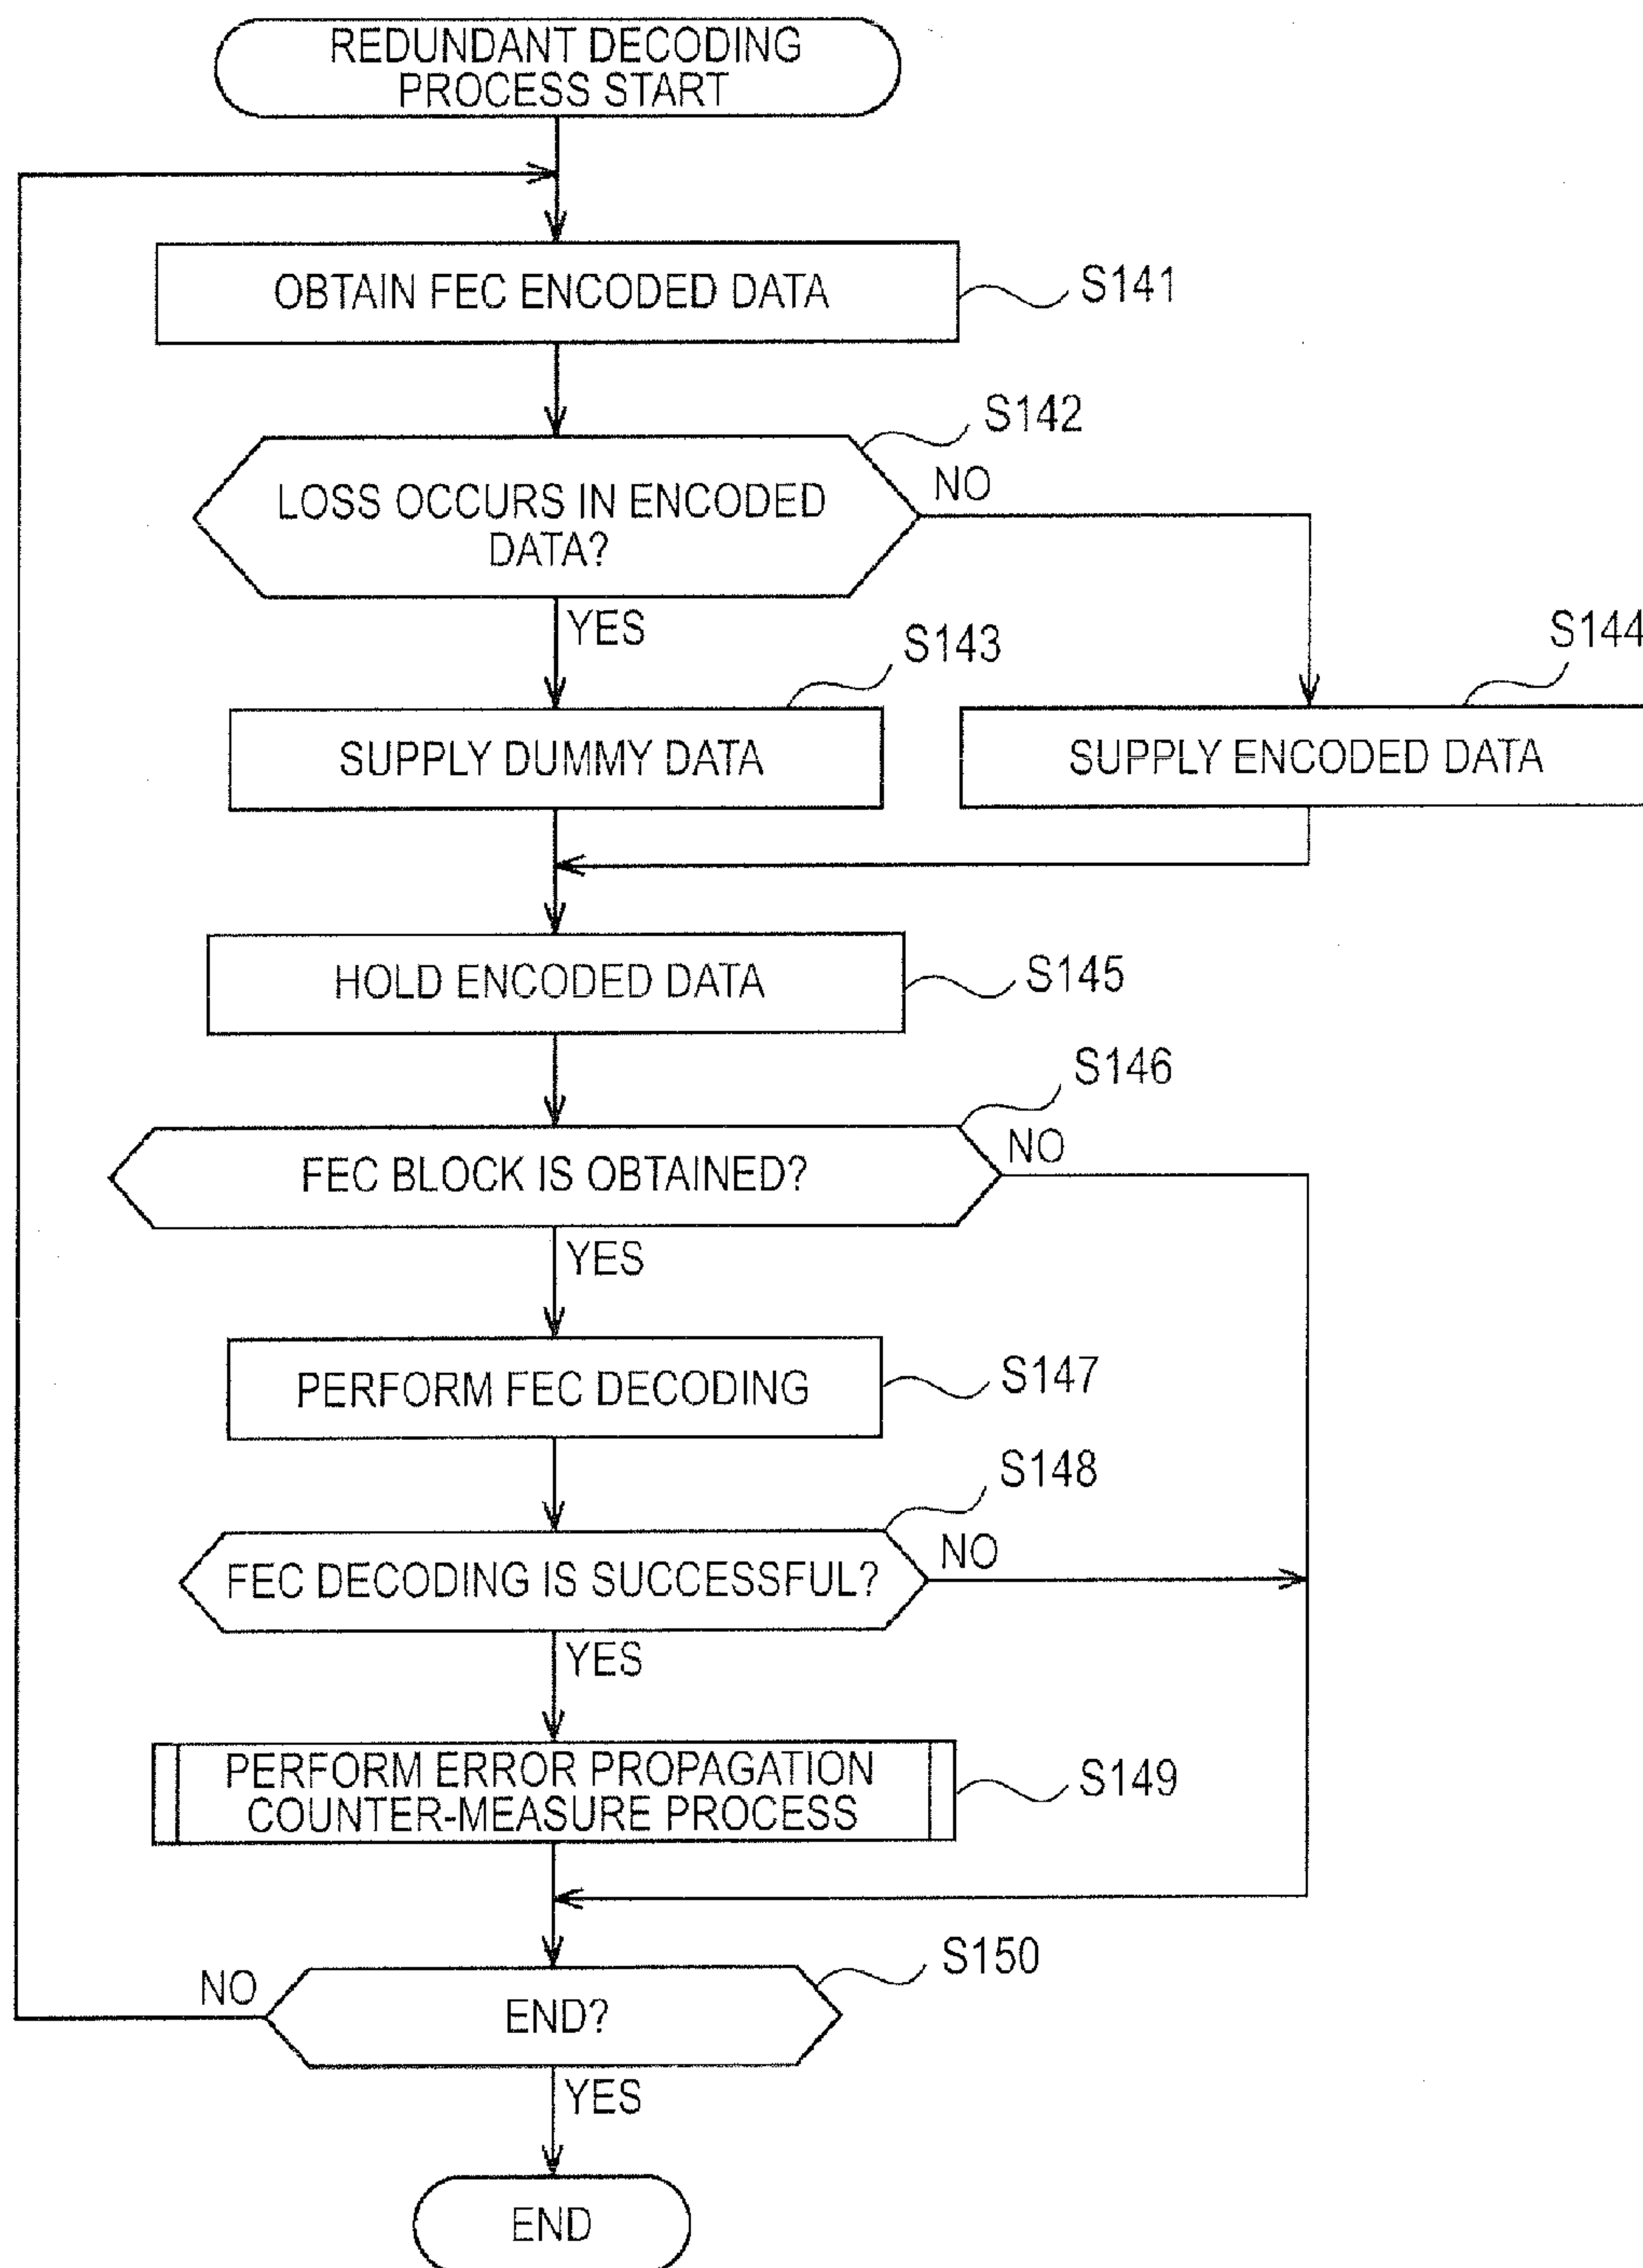 REDUNDANT DECODING
PROCESS START
OBTAIN FEC ENCODED DATA
S141
S142
LOSS OCCURS IN ENCODED
DATA?
NO
YES
S143
S144
SUPPLY DUMMY DATA
SUPPLY ENCODED DATA
HOLD ENCODED DATA
S145
S146
FEC BLOCK IS OBTAINED?
NO
YES
PERFORM FEC DECODING
S147
S148
FEC DECODING IS SUCCESSFUL?
NO
YES
PERFORM ERROR PROPAGATION
COUNTER-MEASURE PROCESS
S149
S150
NO
END?
YES
END